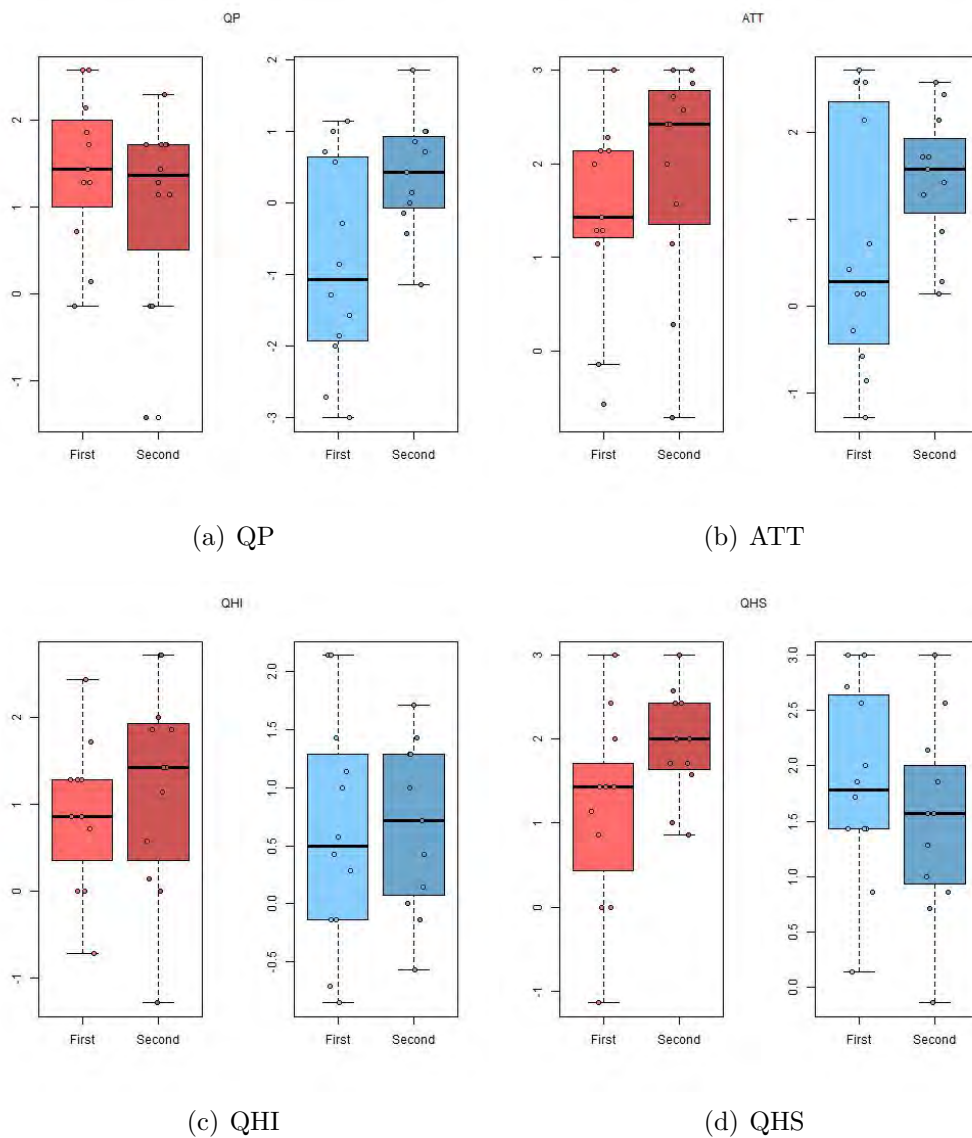 QP
ATT
2
1
0
-1
2
1
0
-1
-2
-3
3
2
1
0
2
1
0
-1
First
Second
First
Second
First
Second
First
Second
(a) QP
(b) ATT
QHI
QHS
2
1
0
-1
2.0
1.5
1.0
0.5
0.0
-0.5
3
2
1
0
-1
3.0
2.5
2.0
1.5
1.0
0.5
0.0
First
Second
First
Second
First
Second
First
Second
(c) QHI
(d) QHS